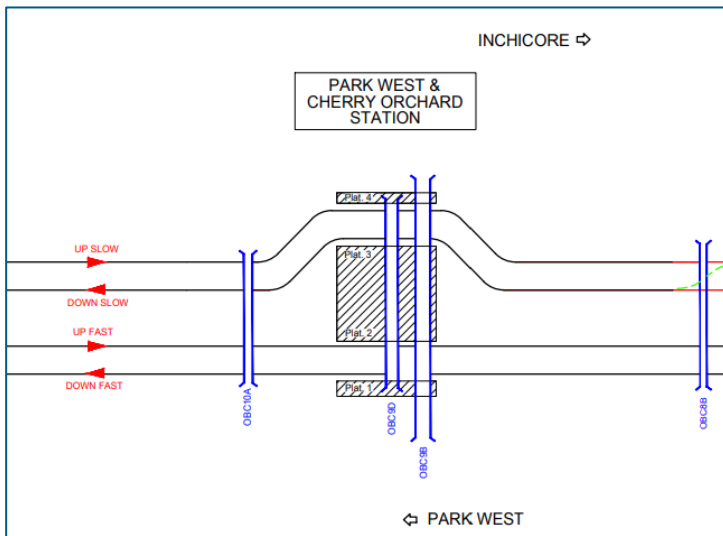 INCHICORE
PARK WEST &
CHERRY ORCHARD
STATION
Plat. 4
UP SLOW
Plat. 3
DOWN SLOW
UP FAST
Plat. 2
DOWN FAST
Plat. 1
OBC10A
OBC9D
OBC8B
OBC9B
PARK WEST